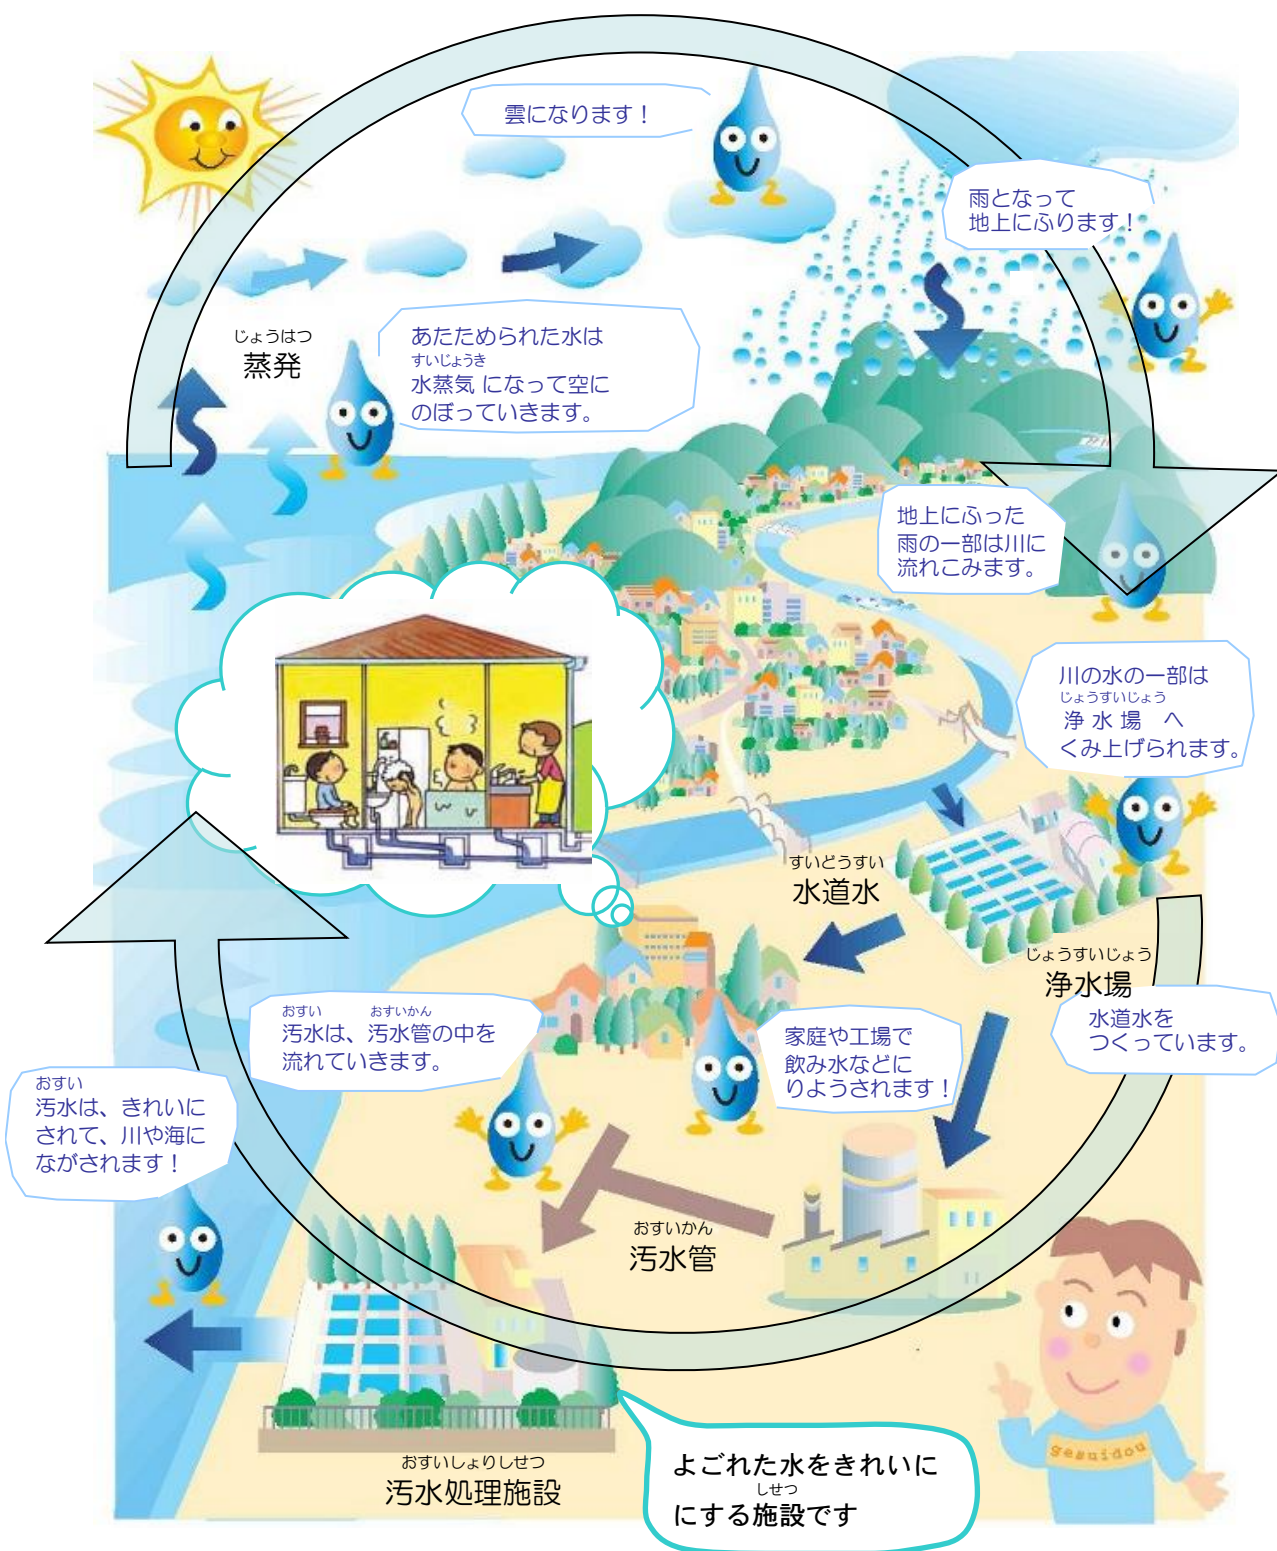 雲になります！
雨となって
地上にふります！
じょうはつ
蒸発
あたためられた水は
すいじょうき
水蒸気 になって空に
のぼっていきます。
地上にふった
雨の一部は川に
流れこみます。
川の水の一部は
じょうすいじょう
浄 水 場　へ
くみ上げられます。
すいどうすい
水道水
じょうすいじょう
浄水場
水道水を
つくっています。
家庭や工場で
飲み水などに
りようされます！
おすい　おすいかん
汚水は、汚水管の中を
流れていきます。
おすい
汚水は、きれいに
されて、川や海に
ながされます！
おすいかん
汚水管
おすいしょりしせつ
汚水処理施設
よごれた水をきれいに
しせつ
にする施設です
gesuidou